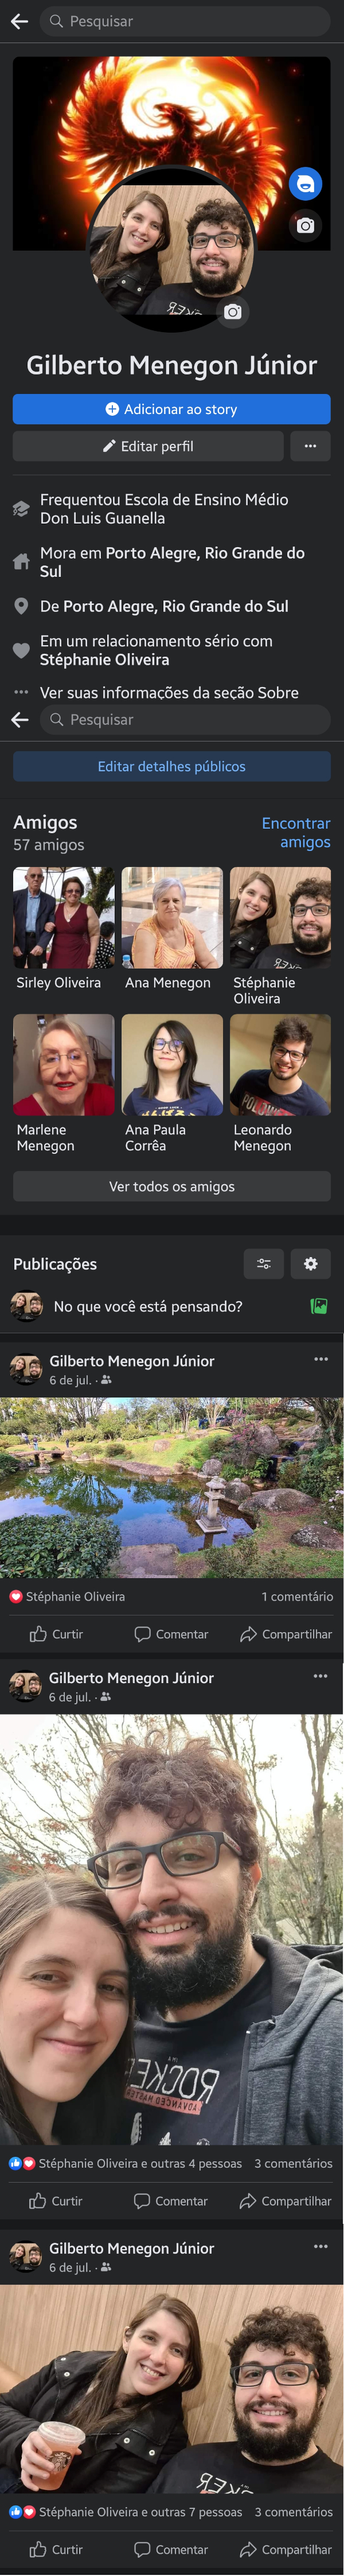 Pesquisar
Gilberto Menegon Júnior
Adicionar ao story
Editar perfil
Frequentou Escola de Ensino Médio
Don Luis Guanella
Mora em Porto Alegre, Rio Grande do
Sul
De Porto Alegre, Rio Grande do Sul
Em um relacionamento sério com
Stéphanie Oliveira
Ver suas informações da seção Sobre
Pesquisar
Editar detalhes públicos
Amigos
57 amigos
Encontrar
amigos
Sirley Oliveira
Ana Menegon
Stéphanie
Oliveira
Marlene
Menegon
Ana Paula
Corrêa
Leonardo
Menegon
Ver todos os amigos
Publicações
No que você está pensando?
Gilberto Menegon Júnior
6 de jul. ·
Stéphanie Oliveira
1 comentário
Curtir
Comentar
Compartilhar
Gilberto Menegon Júnior
6 de jul. ·
ROCKE
ADVANCED MASTER
Stéphanie Oliveira e outras 4 pessoas
3 comentários
Curtir
Comentar
Compartilhar
Gilberto Menegon Júnior
6 de jul. ·
KER
Stéphanie Oliveira e outras 7 pessoas
3 comentários
Curtir
Comentar
Compartilhar